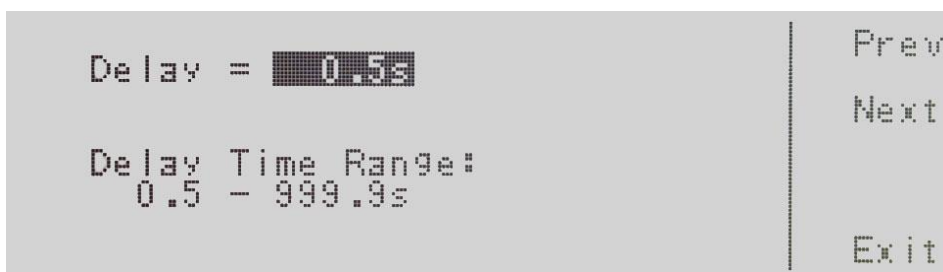 Delay = 0.5s
Delay Time Range:
0.5 - 999.9s
Prev
Next
Exit